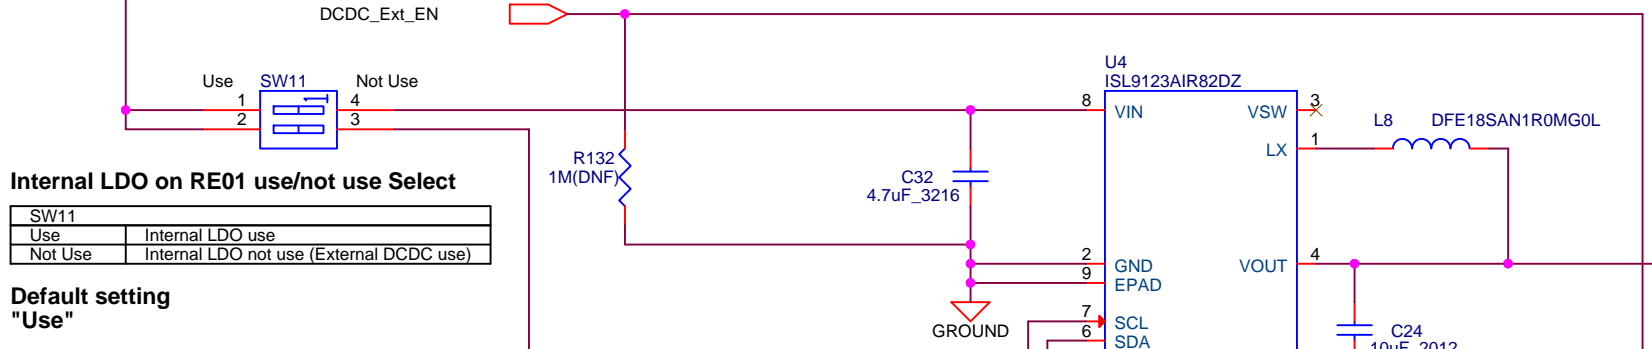 DCDC_Ext_EN
U4
ISL9123AIR82DZ
Use SW11 Not Use
1 4
2 3
8 VIN
VSW 3
LX 1
L8 DFE18SAN1R0MG0L
R132
1M(DNF)
C32
4.7uF_3216
Internal LDO on RE01 use/not use Select
SW11
Use Internal LDO use
Not Use Internal LDO not use (External DCDC use)
2 GND
9 EPAD
VOUT 4
Default setting
"Use"
GROUND
7 SCL
6 SDA
C24
10uF_2012